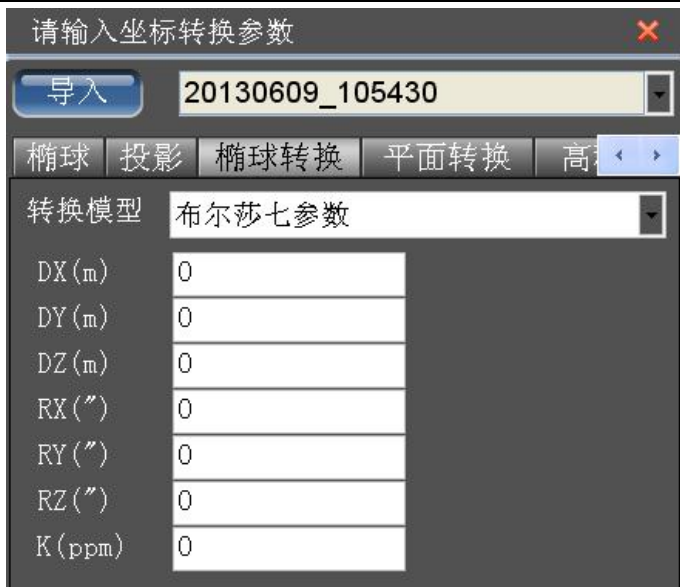 请输入坐标转换参数
导入 20130609_105430
椭球 投影 椭球转换 平面转换 高
转换模型 布尔莎七参数
DX(m) 0
DY(m) 0
DZ(m) 0
RX(″) 0
RY(″) 0
RZ(″) 0
K(ppm) 0